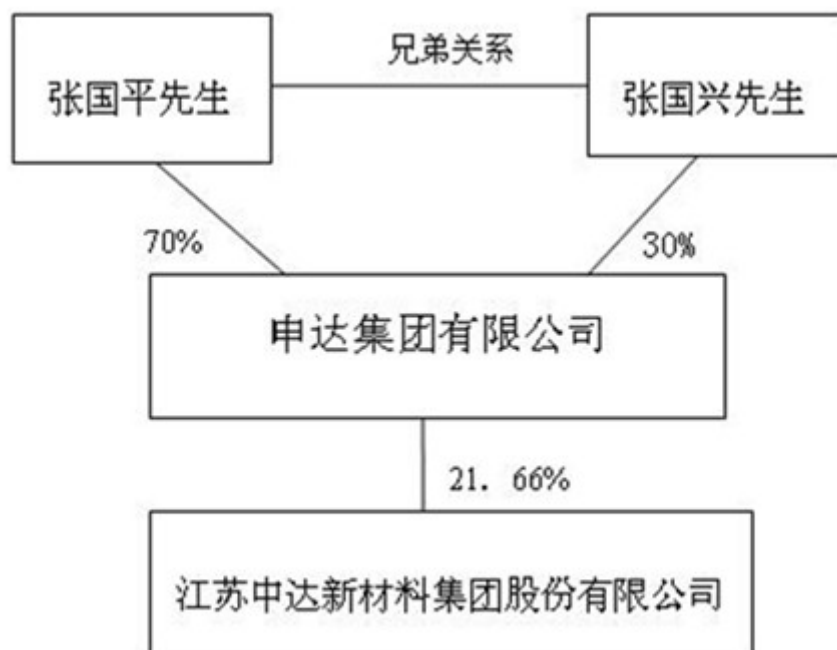 兄弟关系
张国平先生
张国兴先生
70%
30%
申达集团有限公司
21. 66%
江苏中达新材料集团股份有限公司